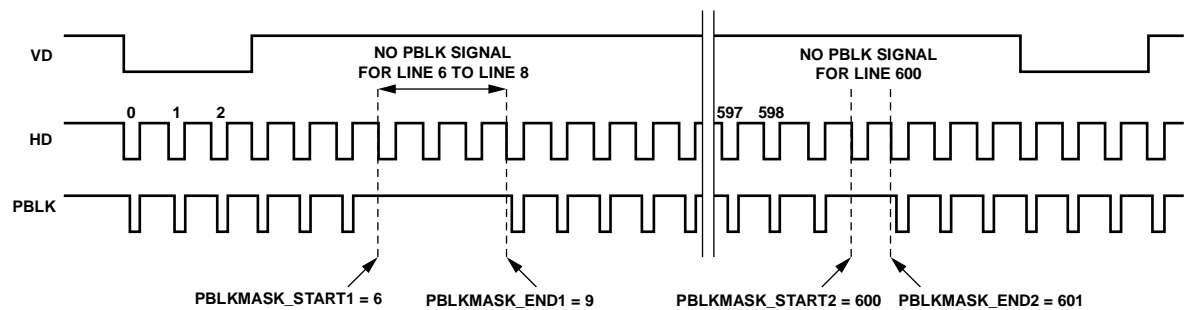 VD
NO PBLK SIGNAL
FOR LINE 6 TO LINE 8
NO PBLK SIGNAL
FOR LINE 600
HD
0 1 2
597 598
PBLK
PBLKMASK_START1 = 6
PBLKMASK_END1 = 9
PBLKMASK_START2 = 600
PBLKMASK_END2 = 601